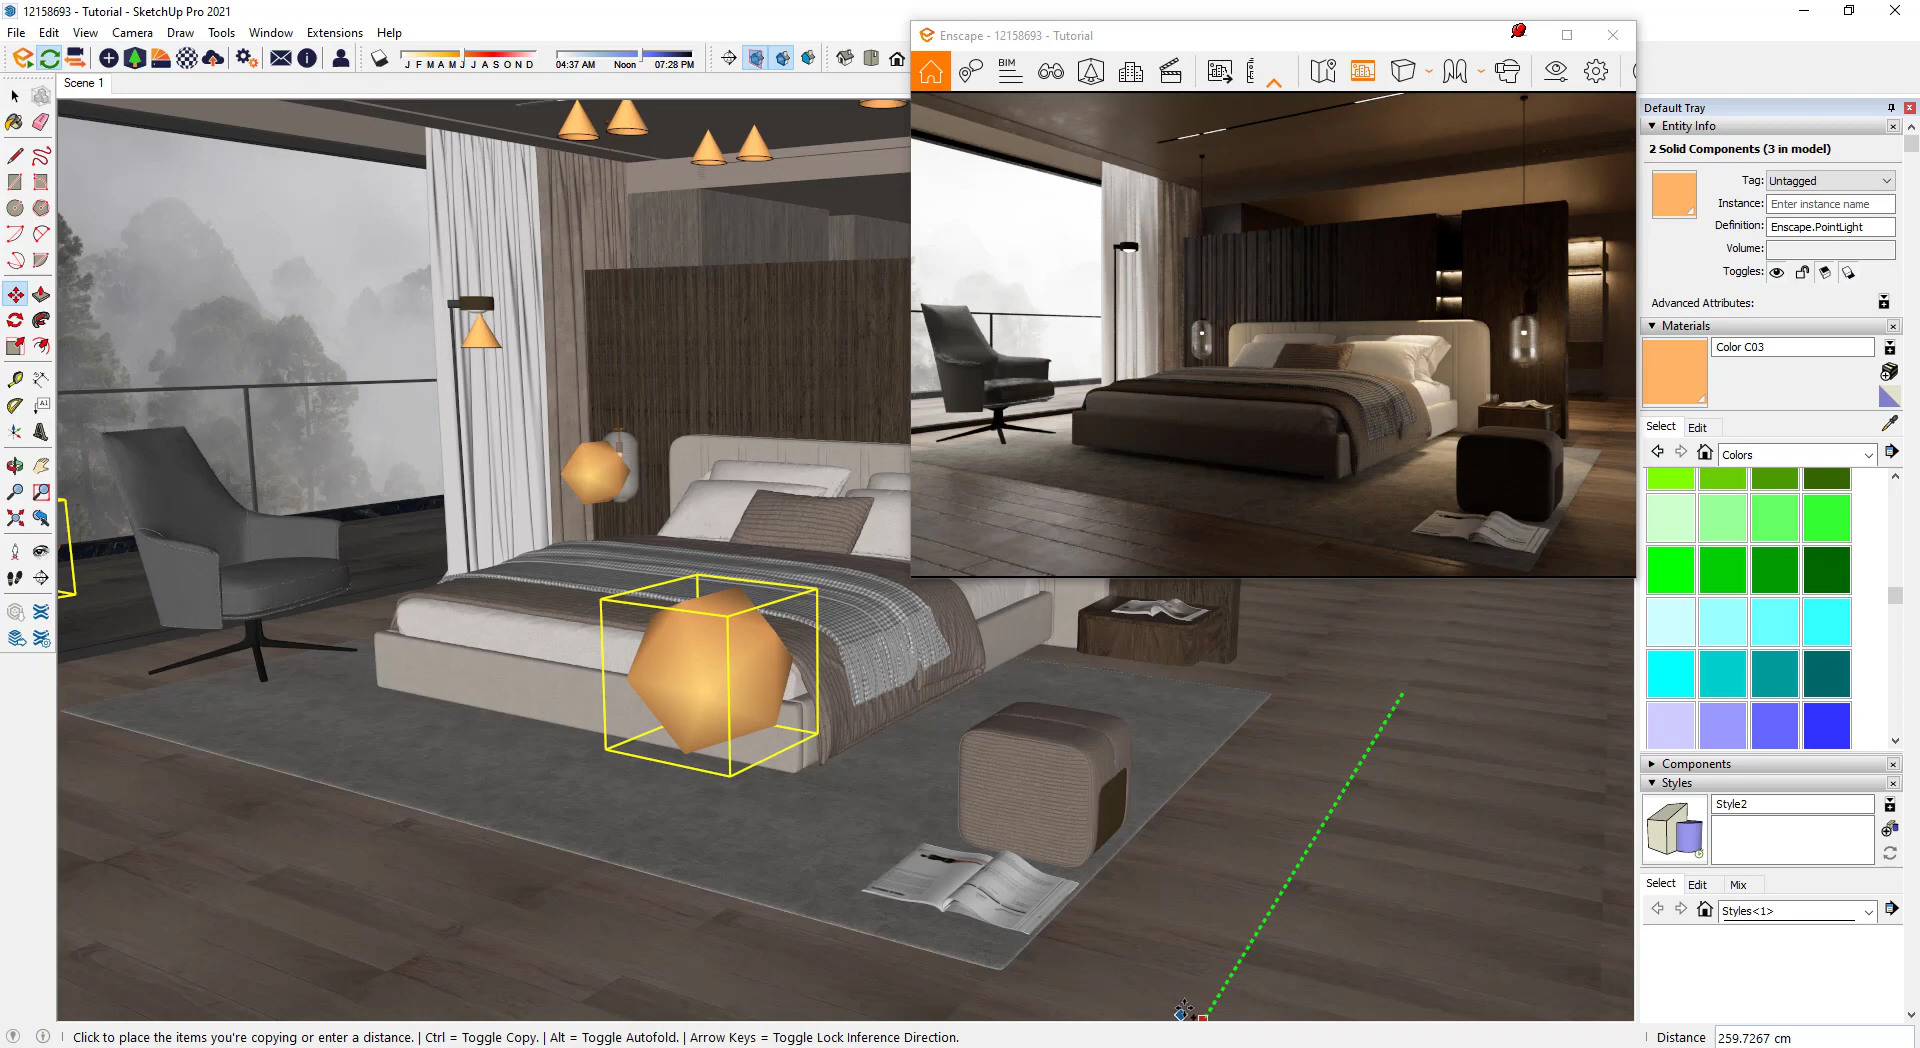 12158693 - Tutorial - SketchUp Pro 2021
File Edit View Camera Draw Tools Window Extensions Help
J F M A M J J A S O N D
04:37 AM Noon 07:28 PM
Scene 1
Enscape - 12158693 - Tutorial
BIM
Default Tray
Entity Info
2 Solid Components (3 in model)
Tag: Untagged
Instance: Enter instance name
Definition: Enscape.PointLight
Volume:
Toggles:
Advanced Attributes:
Materials
Color C03
Select Edit
Colors
Components
Styles
Style2
Select Edit Mix
Styles<1>
A1
Click to place the items you're copying or enter a distance. | Ctrl = Toggle Copy. | Alt = Toggle Autofold. | Arrow Keys = Toggle Lock Inference Direction.
Distance 259.7267 cm